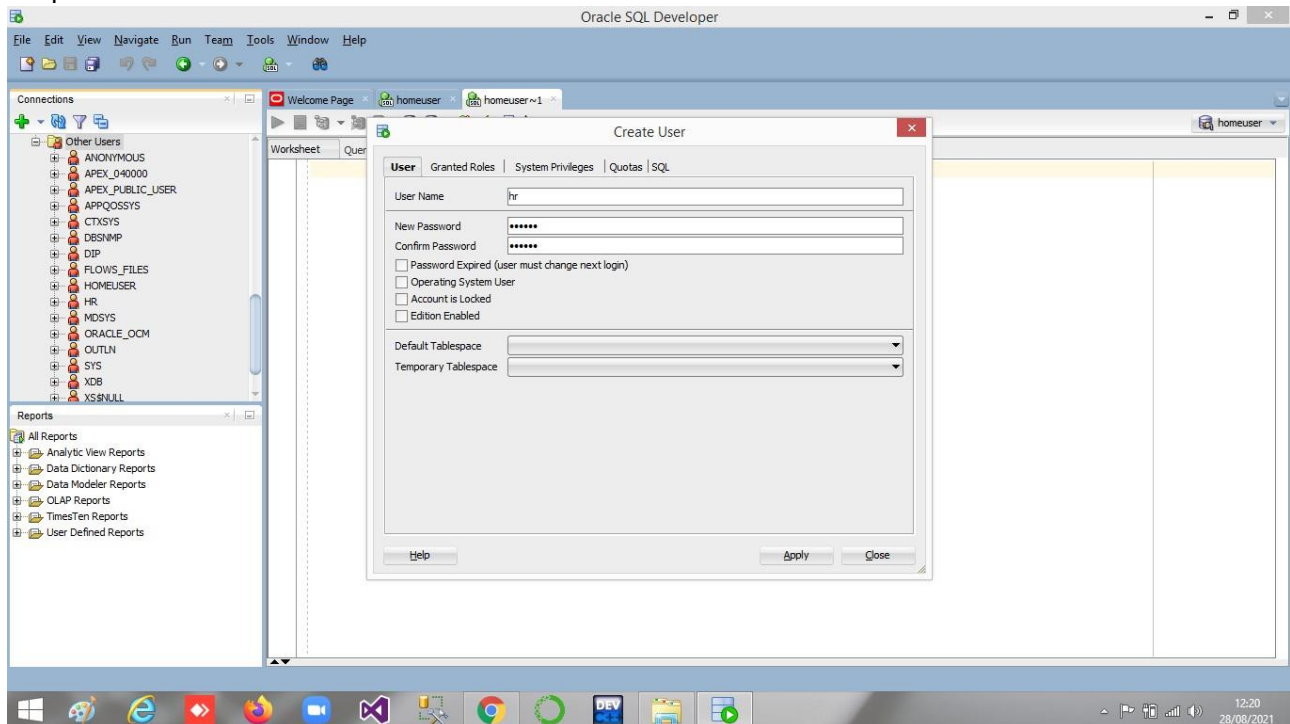 Oracle SQL Developer
File Edit View Navigate Run Team Tools Window Help
Connections
Welcome Page
homeuser
homeuser~1
homeuser
Worksheet
Quer
Other Users
ANONYMOUS
APEX_040000
APEX_PUBLIC_USER
APPQOSSYS
CTXSYS
DBSNMP
DIP
FLOWS_FILES
HOMEUSER
HR
MDSYS
ORACLE_OCM
OUTLN
SYS
XDB
XS$NULL
Reports
All Reports
Analytic View Reports
Data Dictionary Reports
Data Modeler Reports
OLAP Reports
TimesTen Reports
User Defined Reports
Create User
User Granted Roles System Privileges Quotas SQL
User Name hr
New Password ••••••
Confirm Password ••••••
Password Expired (user must change next login)
Operating System User
Account is Locked
Edition Enabled
Default Tablespace
Temporary Tablespace
Help Apply Close
DEV
12:20
28/08/2021